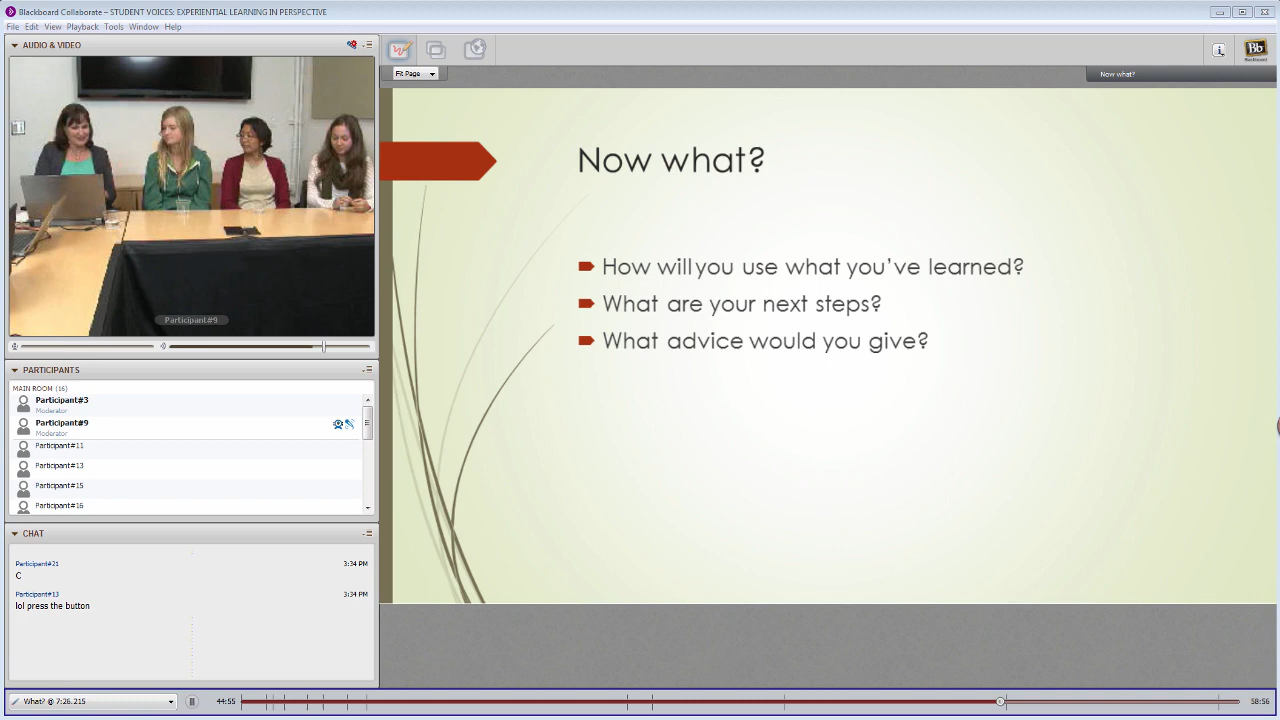 Blackboard Collaborate – STUDENT VOICES: EXPERIENTIAL LEARNING IN PERSPECTIVE
File Edit View Playback Tools Window Help
AUDIO & VIDEO
Participant#9
PARTICIPANTS
MAIN ROOM (16)
Participant#3
Moderator
Participant#9
Moderator
Participant#11
Participant#13
Participant#15
Participant#16
CHAT
Participant#21 3:34 PM
C
Participant#13 3:34 PM
lol press the button
Fit Page
Bb
Blackboard
Now what?
Now what?
How will you use what you've learned?
What are your next steps?
What advice would you give?
What? @ 7:26.215
44:55
58:56